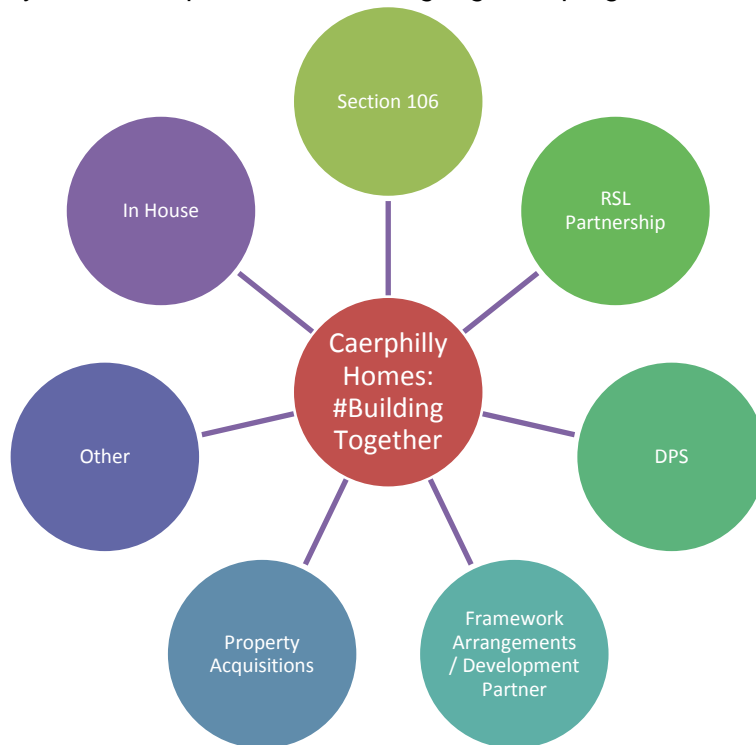 Section 106
RSL
Partnership
DPS
Framework
Arrangements
/ Development
Partner
Property
Acquisitions
Other
In House
Caerphilly
Homes:
#Building
Together